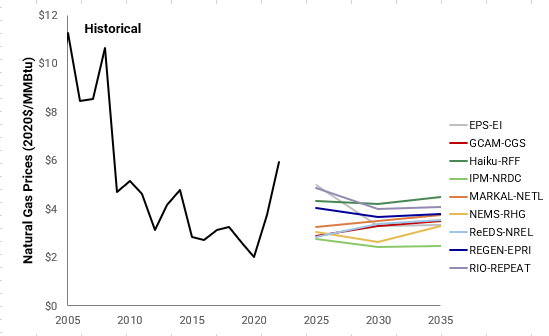 Historical
Natural Gas Prices (2020$/MMBtu)
$12
$10
$8
$6
$4
$2
$0
2005
2010
2015
2020
2025
2030
2035
EPS-EI
GCAM-CGS
Haiku-RFF
IPM-NRDC
MARKAL-NETL
NEMS-RHG
ReEDS-NREL
REGEN-EPRI
RIO-REPEAT